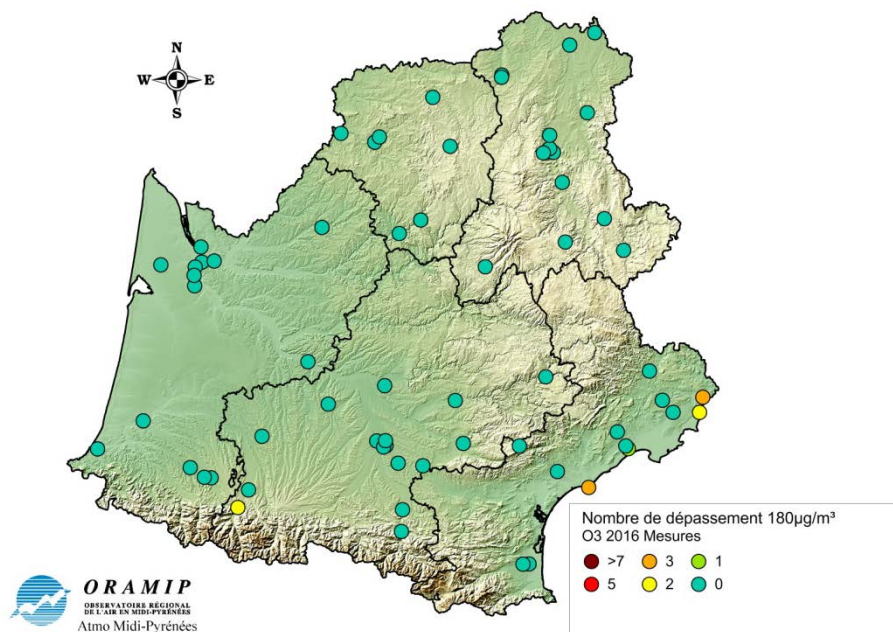 N
W E
S
Nombre de dépassement 180µg/m³
O3 2016 Mesures
>7 3 1
5 2 0
ORAMIP
OBSERVATOIRE RÉGIONAL
DE L'AIR EN MIDI-PYRÉNÉES
Atmo Midi-Pyrénées